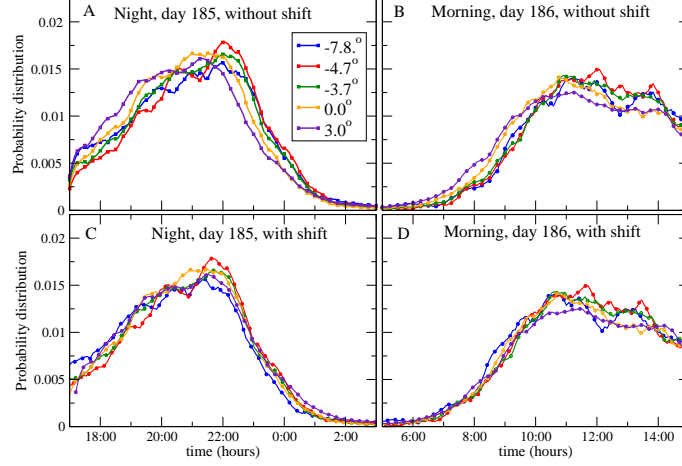 A
Night, day 185, without shift
B
Morning, day 186, without shift
-7.8.°
-4.7°
-3.7°
0.0°
3.0°
Probability distribution
0.02
0.015
0.01
0.005
0
C
Night, day 185, with shift
D
Morning, day 186, with shift
Probability distribution
0.02
0.015
0.01
0.005
0
18:00 20:00 22:00 0:00 2:00 6:00 8:00 10:00 12:00 14:00
time (hours) time (hours)